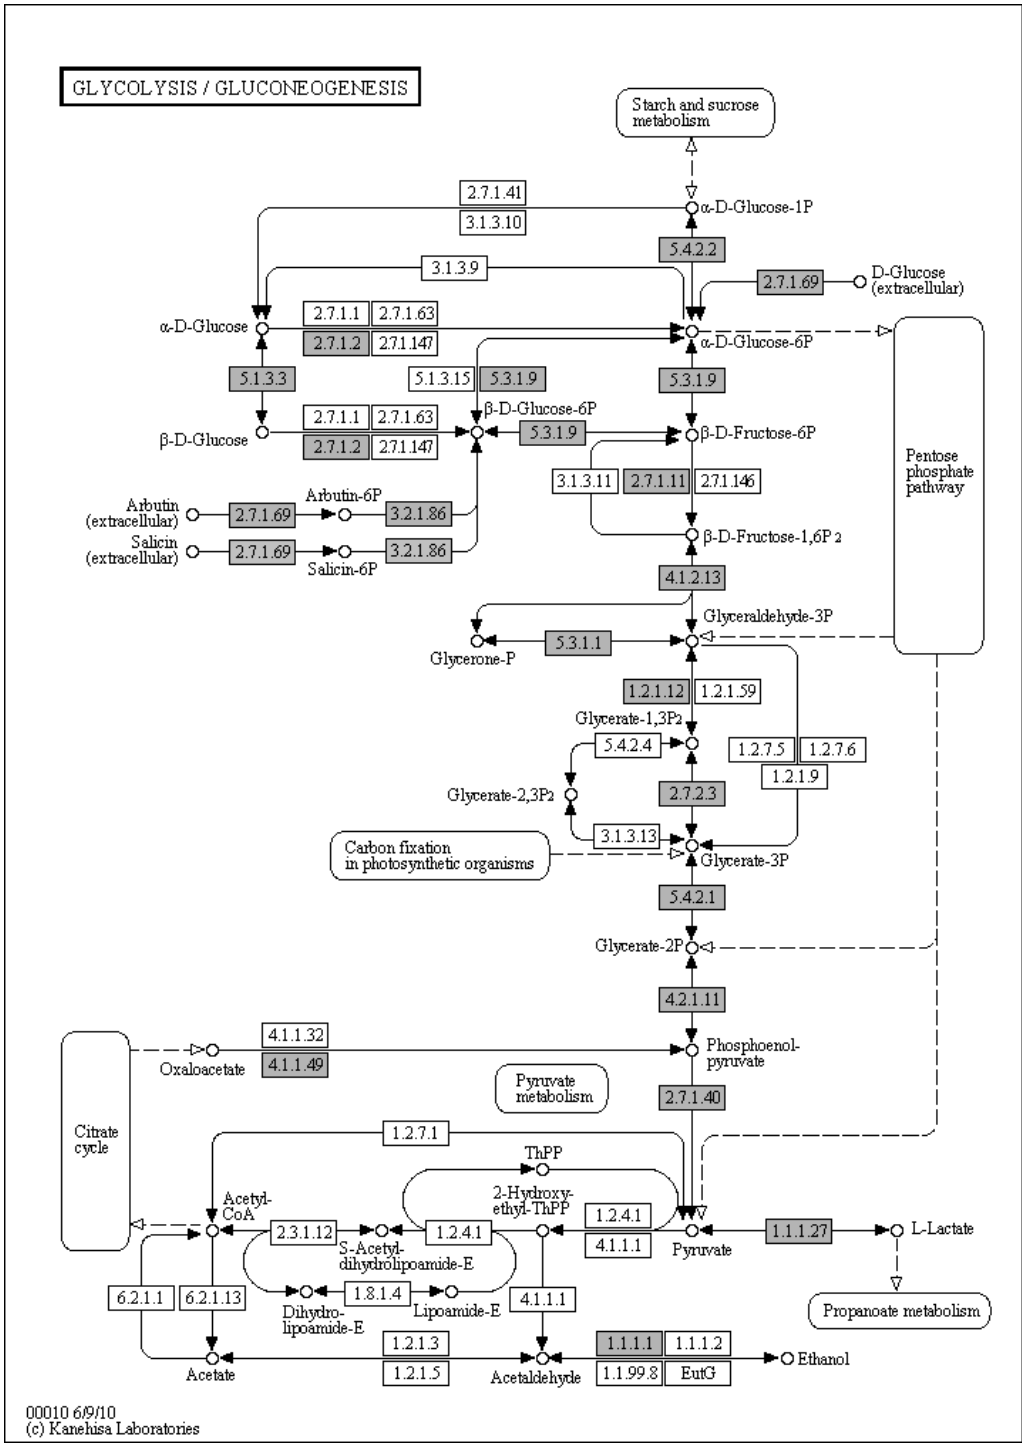 GLYCOLYSIS / GLUCONEOGENESIS
Starch and sucrose
metabolism
2.7.1.41
α-D-Glucose-1P
3.1.3.10
5.4.2.2
3.1.3.9
2.7.1.69
D-Glucose
(extracellular)
2.7.1.1
2.7.1.63
α-D-Glucose
2.7.1.2
2.7.1.147
α-D-Glucose-6P
5.1.3.3
5.1.3.15
5.3.1.9
5.3.1.9
2.7.1.1
2.7.1.63
β-D-Glucose-6P
β-D-Glucose
5.3.1.9
β-D-Fructose-6P
2.7.1.2
2.7.1.147
Pentose
phosphate
pathway
3.1.3.11
2.7.1.11
2.7.1.146
Arbutin
(extracellular)
2.7.1.69
Arbutin-6P
3.2.1.86
Salicin
(extracellular)
2.7.1.69
Salicin-6P
3.2.1.86
β-D-Fructose-1,6P2
4.1.2.13
Glyceraldehyde-3P
5.3.1.1
Glycerone-P
1.2.1.12
1.2.1.59
Glycerate-1,3P2
5.4.2.4
1.2.7.5
1.2.7.6
1.2.1.9
Glycerate-2,3P2
2.7.2.3
3.1.3.13
Carbon fixation
in photosynthetic organisms
Glycerate-3P
5.4.2.1
Glycerate-2P
4.2.1.11
4.1.1.32
Oxaloacetate
4.1.1.49
Phosphoenol-
pyruvate
Pyruvate
metabolism
2.7.1.40
Citrate
cycle
1.2.7.1
ThPP
Acetyl-
CoA
2-Hydroxy-
ethyl-ThPP
1.2.4.1
2.3.1.12
1.2.4.1
4.1.1.1
Pyruvate
1.1.1.27
L-Lactate
S-Acetyl-
dihydrolipoamide-E
6.2.1.1
6.2.1.13
1.8.1.4
4.1.1.1
Dihydro-
lipoamide-E
Lipoamide-E
Propanoate metabolism
1.2.1.3
1.1.1.1
1.1.1.2
Acetate
1.2.1.5
Acetaldehyde
1.1.99.8
EutG
Ethanol
00010 6/9/10
(c) Kanehisa Laboratories